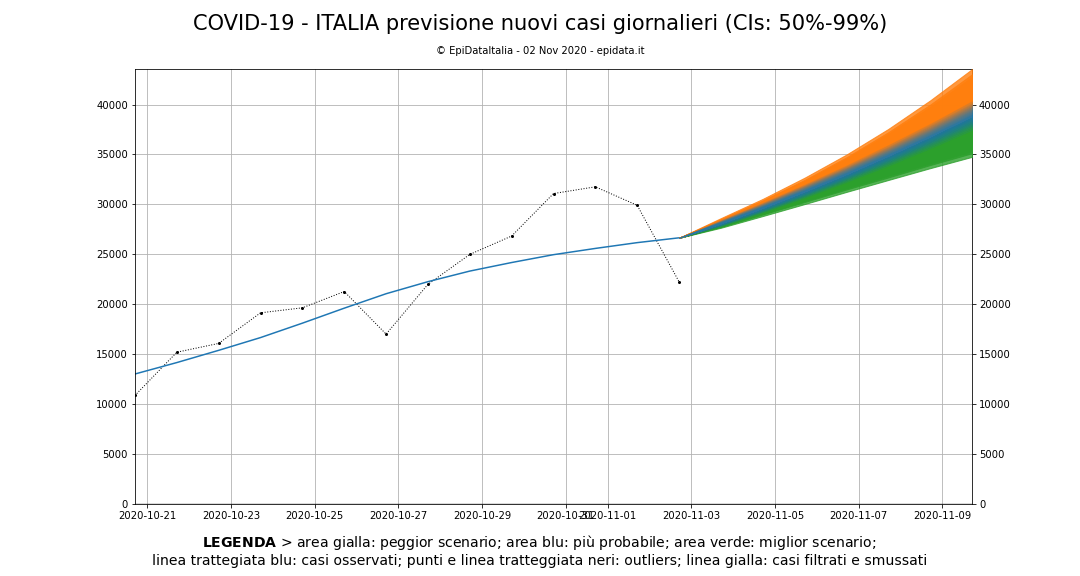 COVID-19 - ITALIA previsione nuovi casi giornalieri (CIs: 50%-99%)
© EpiDataItalia - 02 Nov 2020 - epidata.it
40000 40000
35000 35000
30000 30000
25000 25000
20000 20000
15000 15000
10000 10000
5000 5000
0 0
2020-10-21 2020-10-23 2020-10-25 2020-10-27 2020-10-29 2020-10-31 2020-11-01 2020-11-03 2020-11-05 2020-11-07 2020-11-09
LEGENDA > area gialla: peggior scenario; area blu: più probabile; area verde: miglior scenario;
linea trattegiata blu: casi osservati; punti e linea tratteggiata neri: outliers; linea gialla: casi filtrati e smussati